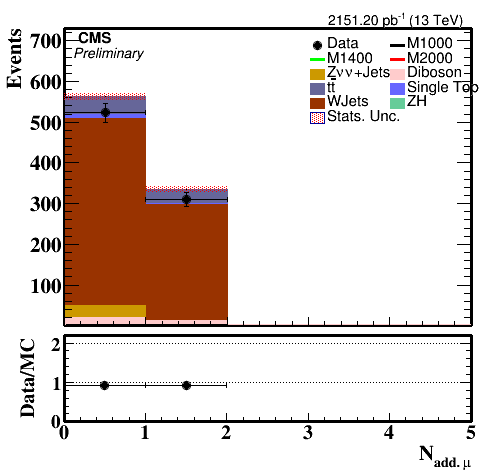 2151.20 pb⁻¹ (13 TeV)
CMS
Preliminary
Data
M1000
M1400
M2000
Zνν+Jets
Diboson
tt̄
Single Top
WJets
ZH
Stats. Unc.
Events
700
600
500
400
300
200
100
Data/MC
2
1
0
0 1 2 3 4 5
N_add. μ